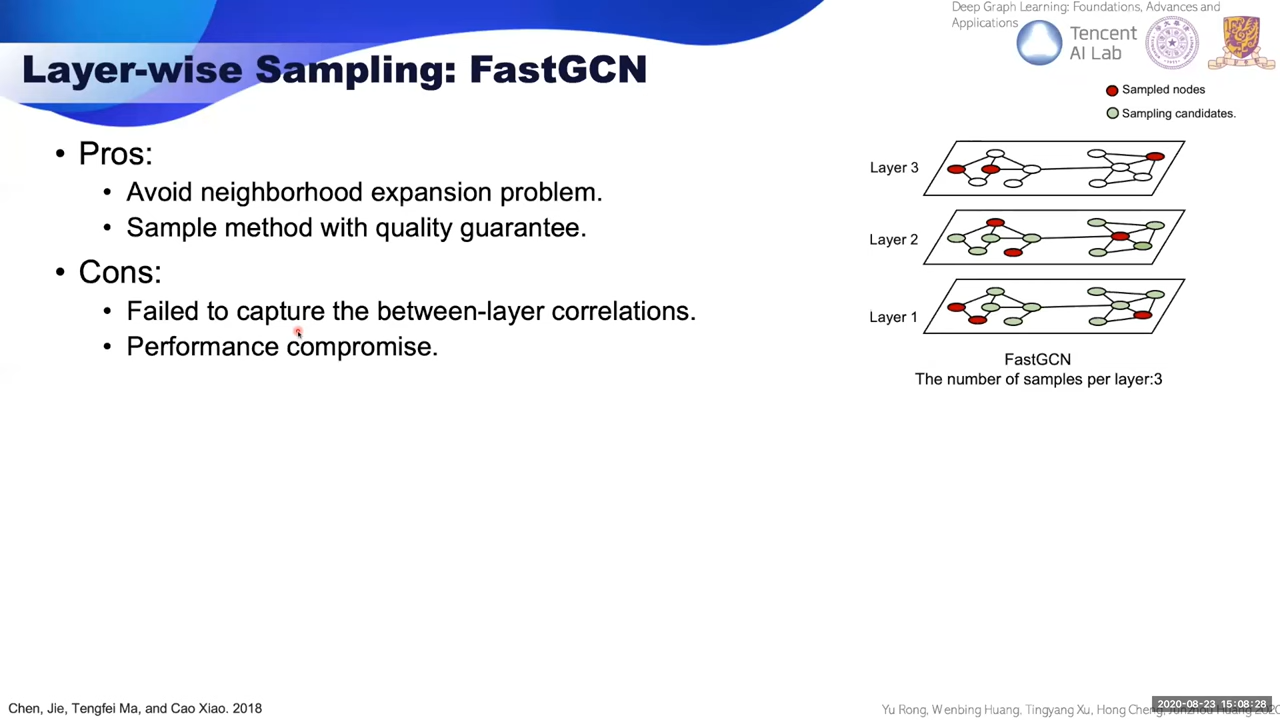 Deep Graph Learning: Foundations, Advances and
Applications
Tencent
AI Lab
Layer-wise Sampling: FastGCN
Sampled nodes
Sampling candidates.
• Pros:
• Avoid neighborhood expansion problem.
• Sample method with quality guarantee.
• Cons:
• Failed to capture the between-layer correlations.
• Performance compromise.
Layer 3
Layer 2
Layer 1
FastGCN
The number of samples per layer:3
Chen, Jie, Tengfei Ma, and Cao Xiao. 2018
Yu Rong, Wenbing Huang. Tingyang Xu, Hong Cheng,
2020-08-23 15:08:28